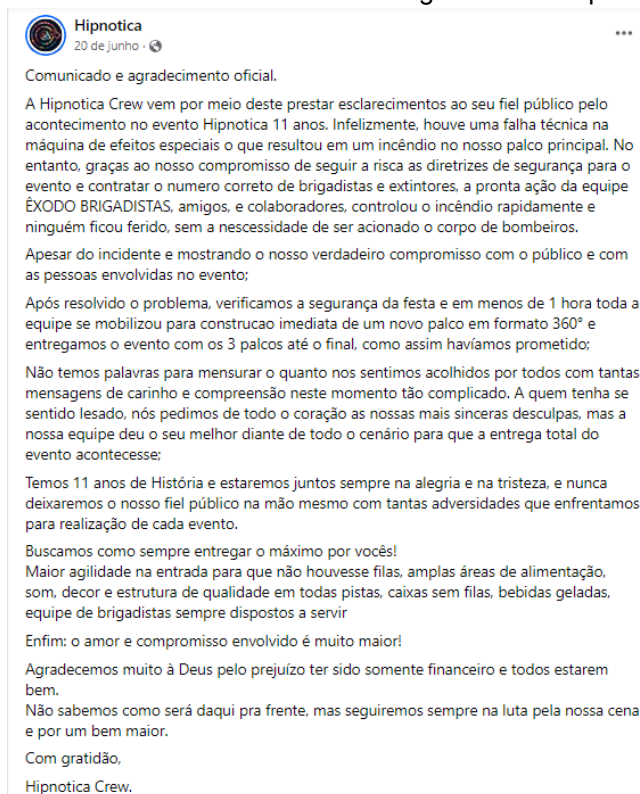 Hipnotica
20 de junho ·
Comunicado e agradecimento oficial.
A Hipnotica Crew vem por meio deste prestar esclarecimentos ao seu fiel público pelo
acontecimento no evento Hipnotica 11 anos. Infelizmente, houve uma falha técnica na
máquina de efeitos especiais o que resultou em um incêndio no nosso palco principal. No
entanto, graças ao nosso compromisso de seguir a risca as diretrizes de segurança para o
evento e contratar o numero correto de brigadistas e extintores, a pronta ação da equipe
ÊXODO BRIGADISTAS, amigos, e colaboradores, controlou o incêndio rapidamente e
ninguém ficou ferido, sem a nescessidade de ser acionado o corpo de bombeiros.
Apesar do incidente e mostrando o nosso verdadeiro compromisso com o público e com
as pessoas envolvidas no evento;
Após resolvido o problema, verificamos a segurança da festa e em menos de 1 hora toda a
equipe se mobilizou para construcao imediata de um novo palco em formato 360° e
entregamos o evento com os 3 palcos até o final, como assim havíamos prometido;
Não temos palavras para mensurar o quanto nos sentimos acolhidos por todos com tantas
mensagens de carinho e compreensão neste momento tão complicado. A quem tenha se
sentido lesado, nós pedimos de todo o coração as nossas mais sinceras desculpas, mas a
nossa equipe deu o seu melhor diante de todo o cenário para que a entrega total do
evento acontecesse;
Temos 11 anos de História e estaremos juntos sempre na alegria e na tristeza, e nunca
deixaremos o nosso fiel público na mão mesmo com tantas adversidades que enfrentamos
para realização de cada evento.
Buscamos como sempre entregar o máximo por vocês!
Maior agilidade na entrada para que não houvesse filas, amplas áreas de alimentação,
som, decor e estrutura de qualidade em todas pistas, caixas sem filas, bebidas geladas,
equipe de brigadistas sempre dispostos a servir
Enfim: o amor e compromisso envolvido é muito maior!
Agradecemos muito à Deus pelo prejuízo ter sido somente financeiro e todos estarem
bem.
Não sabemos como será daqui pra frente, mas seguiremos sempre na luta pela nossa cena
e por um bem maior.
Com gratidão,
Hipnotica Crew.